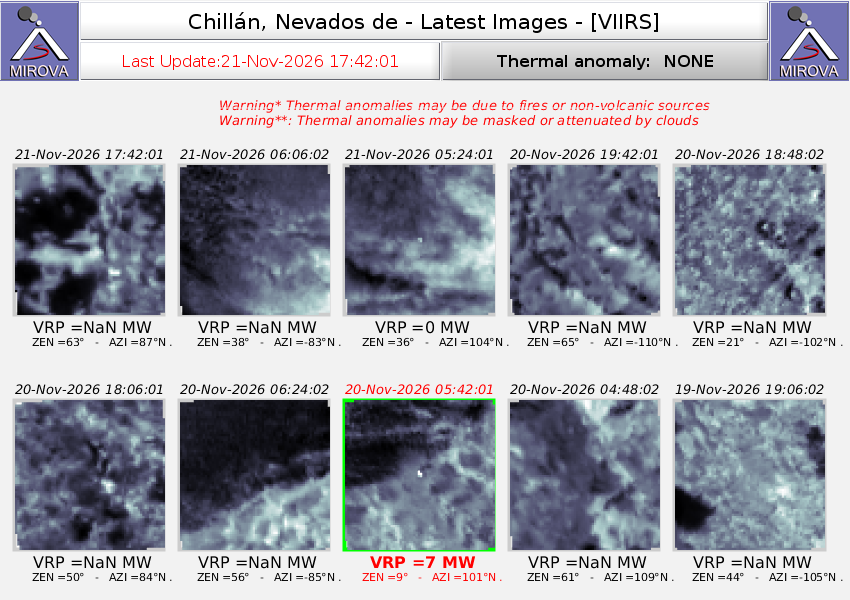 Chillán, Nevados de - Latest Images - [VIIRS]
MIROVA
Last Update:21-Nov-2026 17:42:01
Thermal anomaly: NONE
MIROVA
Warning* Thermal anomalies may be due to fires or non-volcanic sources
Warning**: Thermal anomalies may be masked or attenuated by clouds
21-Nov-2026 17:42:01 21-Nov-2026 06:06:02 21-Nov-2026 05:24:01 20-Nov-2026 19:42:01 20-Nov-2026 18:48:02
VRP =NaN MW VRP =NaN MW VRP =0 MW VRP =NaN MW VRP =NaN MW
ZEN =63° - AZI =87°N . ZEN =38° - AZI =-83°N . ZEN =36° - AZI =104°N . ZEN =65° - AZI =-110°N . ZEN =21° - AZI =-102°N .
20-Nov-2026 18:06:01 20-Nov-2026 06:24:02 20-Nov-2026 05:42:01 20-Nov-2026 04:48:02 19-Nov-2026 19:06:02
VRP =NaN MW VRP =NaN MW VRP =7 MW VRP =NaN MW VRP =NaN MW
ZEN =50° - AZI =84°N . ZEN =56° - AZI =-85°N . ZEN =9° - AZI =101°N . ZEN =61° - AZI =109°N . ZEN =44° - AZI =-105°N .